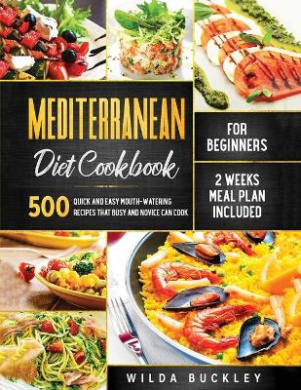 MEDITERRANEAN
Diet Cookbook
500 QUICK AND EASY MOUTH-WATERING
RECIPES THAT BUSY AND NOVICE CAN COOK
FOR
BEGINNERS
2 WEEKS
MEAL PLAN
INCLUDED
WILDA BUCKLEY